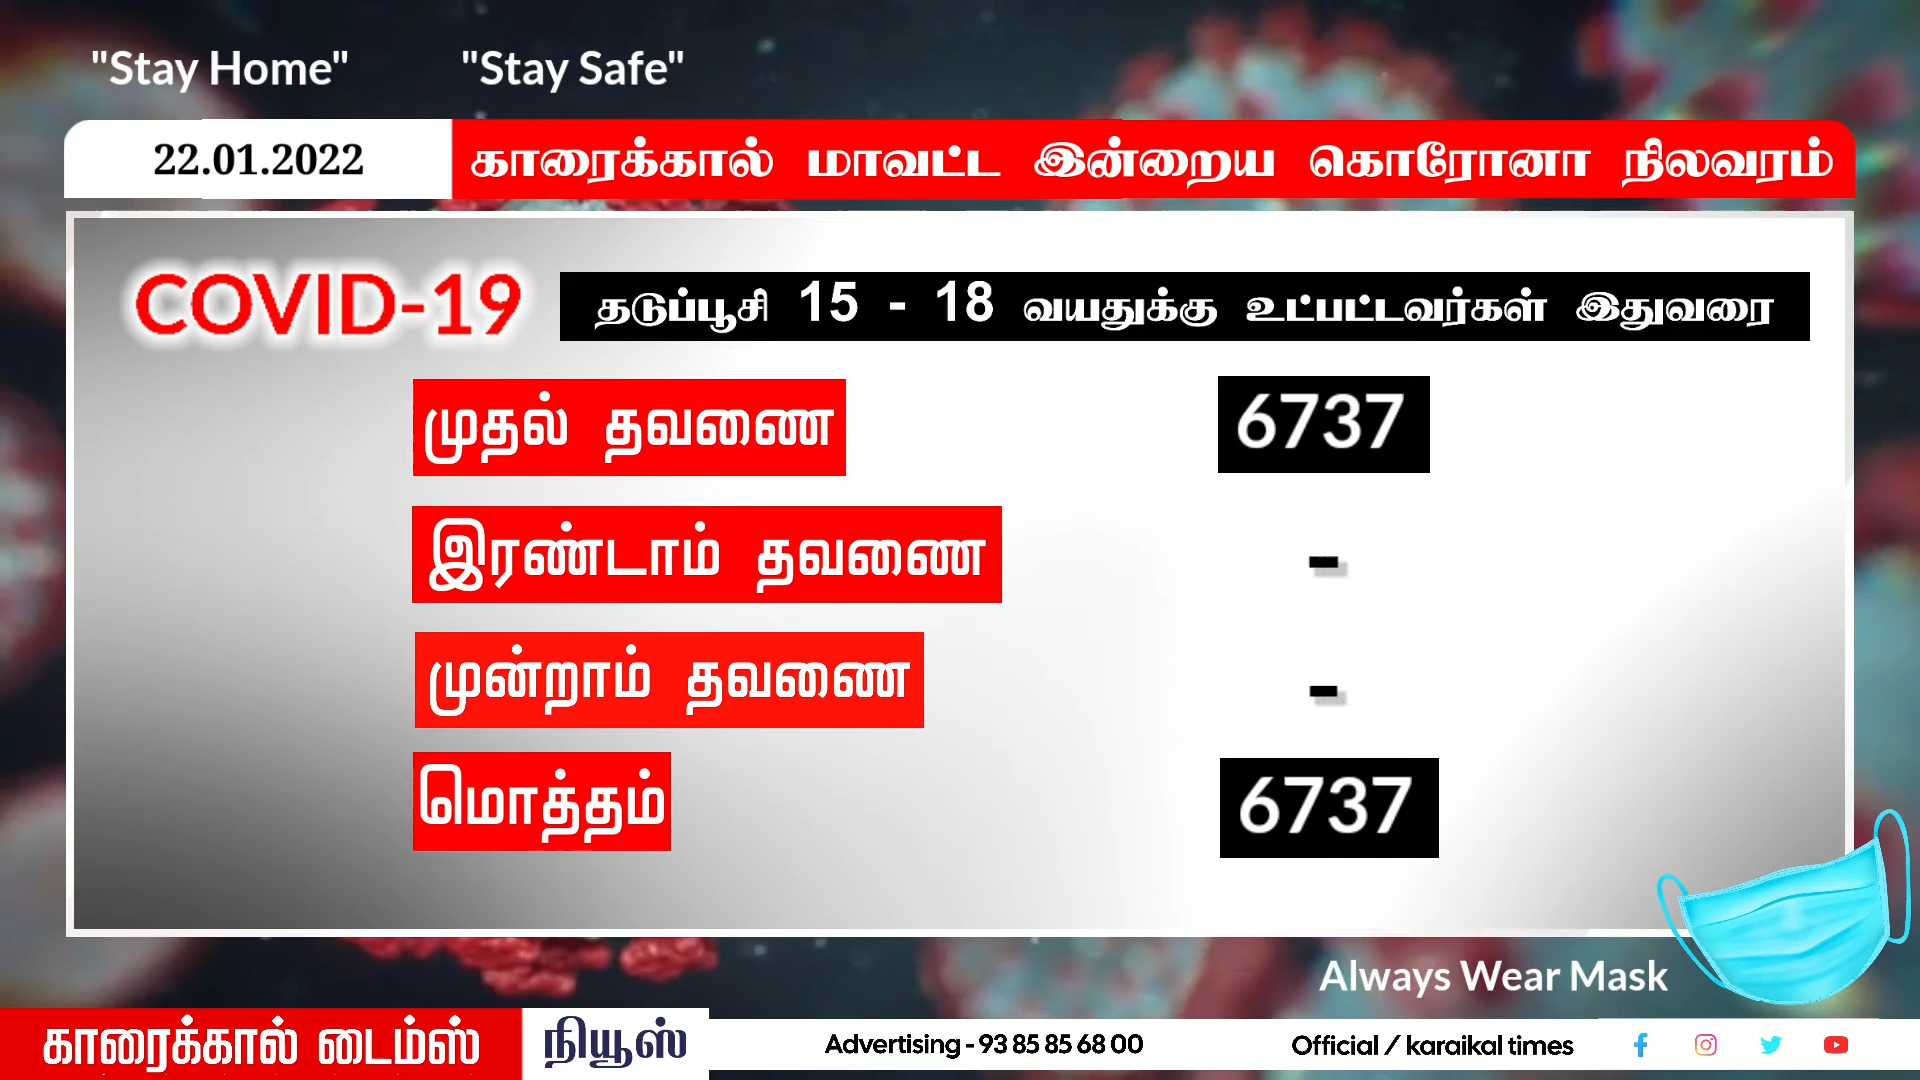 "Stay Home" "Stay Safe"
22.01.2022 காரைக்கால் மாவட்ட இன்றைய கொரோனா நிலவரம்
COVID-19 தடுப்பூசி 15 - 18 வயதுக்கு உட்பட்டவர்கள் இதுவரை
முதல் தவணை 6737
இரண்டாம் தவணை -
முன்றாம் தவணை -
மொத்தம் 6737
Always Wear Mask
காரைக்கால் டைம்ஸ் நியூஸ் Advertising - 93 85 85 68 00 Official / karaikal times